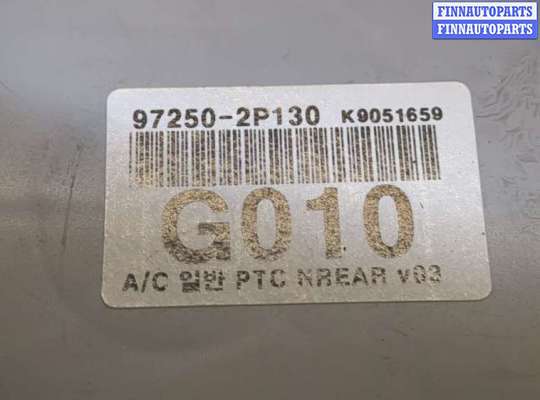 FINNAUTOPARTS
FINNAUTOPARTS
97250-2P130 K9051659
G010
A/C 일반 PTC NREAR V03